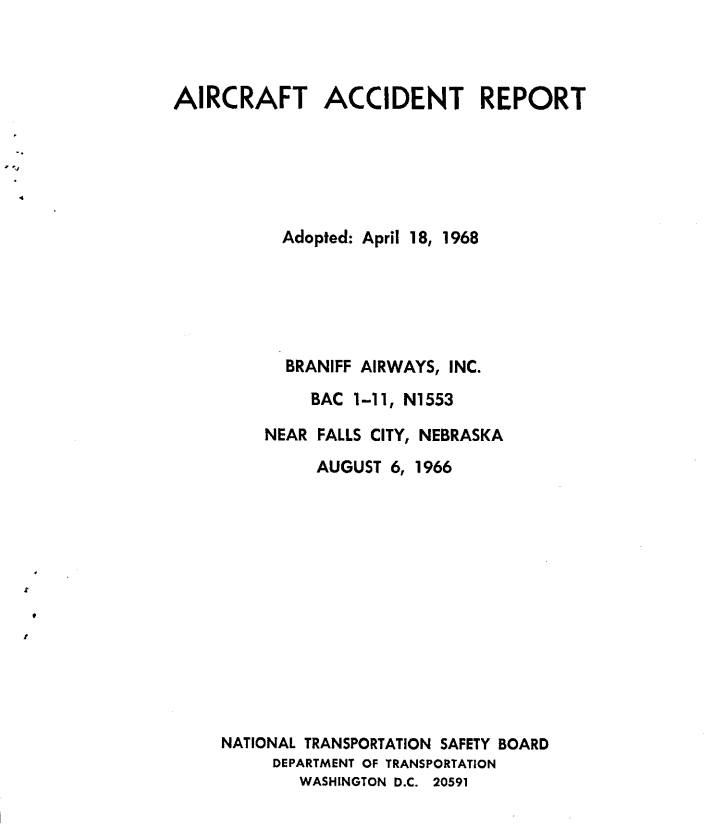 AIRCRAFT ACCIDENT REPORT
Adopted: April 18, 1968
BRANIFF AIRWAYS, INC.
BAC 1-11, N1553
NEAR FALLS CITY, NEBRASKA
AUGUST 6, 1966
NATIONAL TRANSPORTATION SAFETY BOARD
DEPARTMENT OF TRANSPORTATION
WASHINGTON D.C. 20591